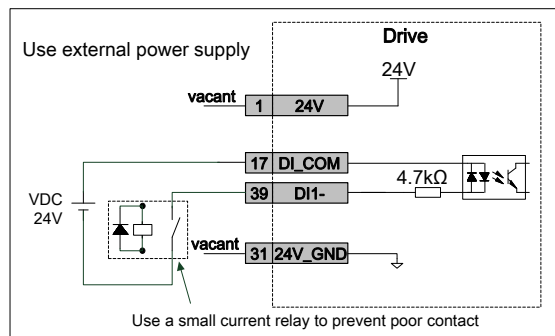 Use external power supply
Drive
24V
vacant
1 24V
17 DI_COM
4.7kΩ
39 DI1-
VDC
24V
vacant
31 24V_GND
Use a small current relay to prevent poor contact